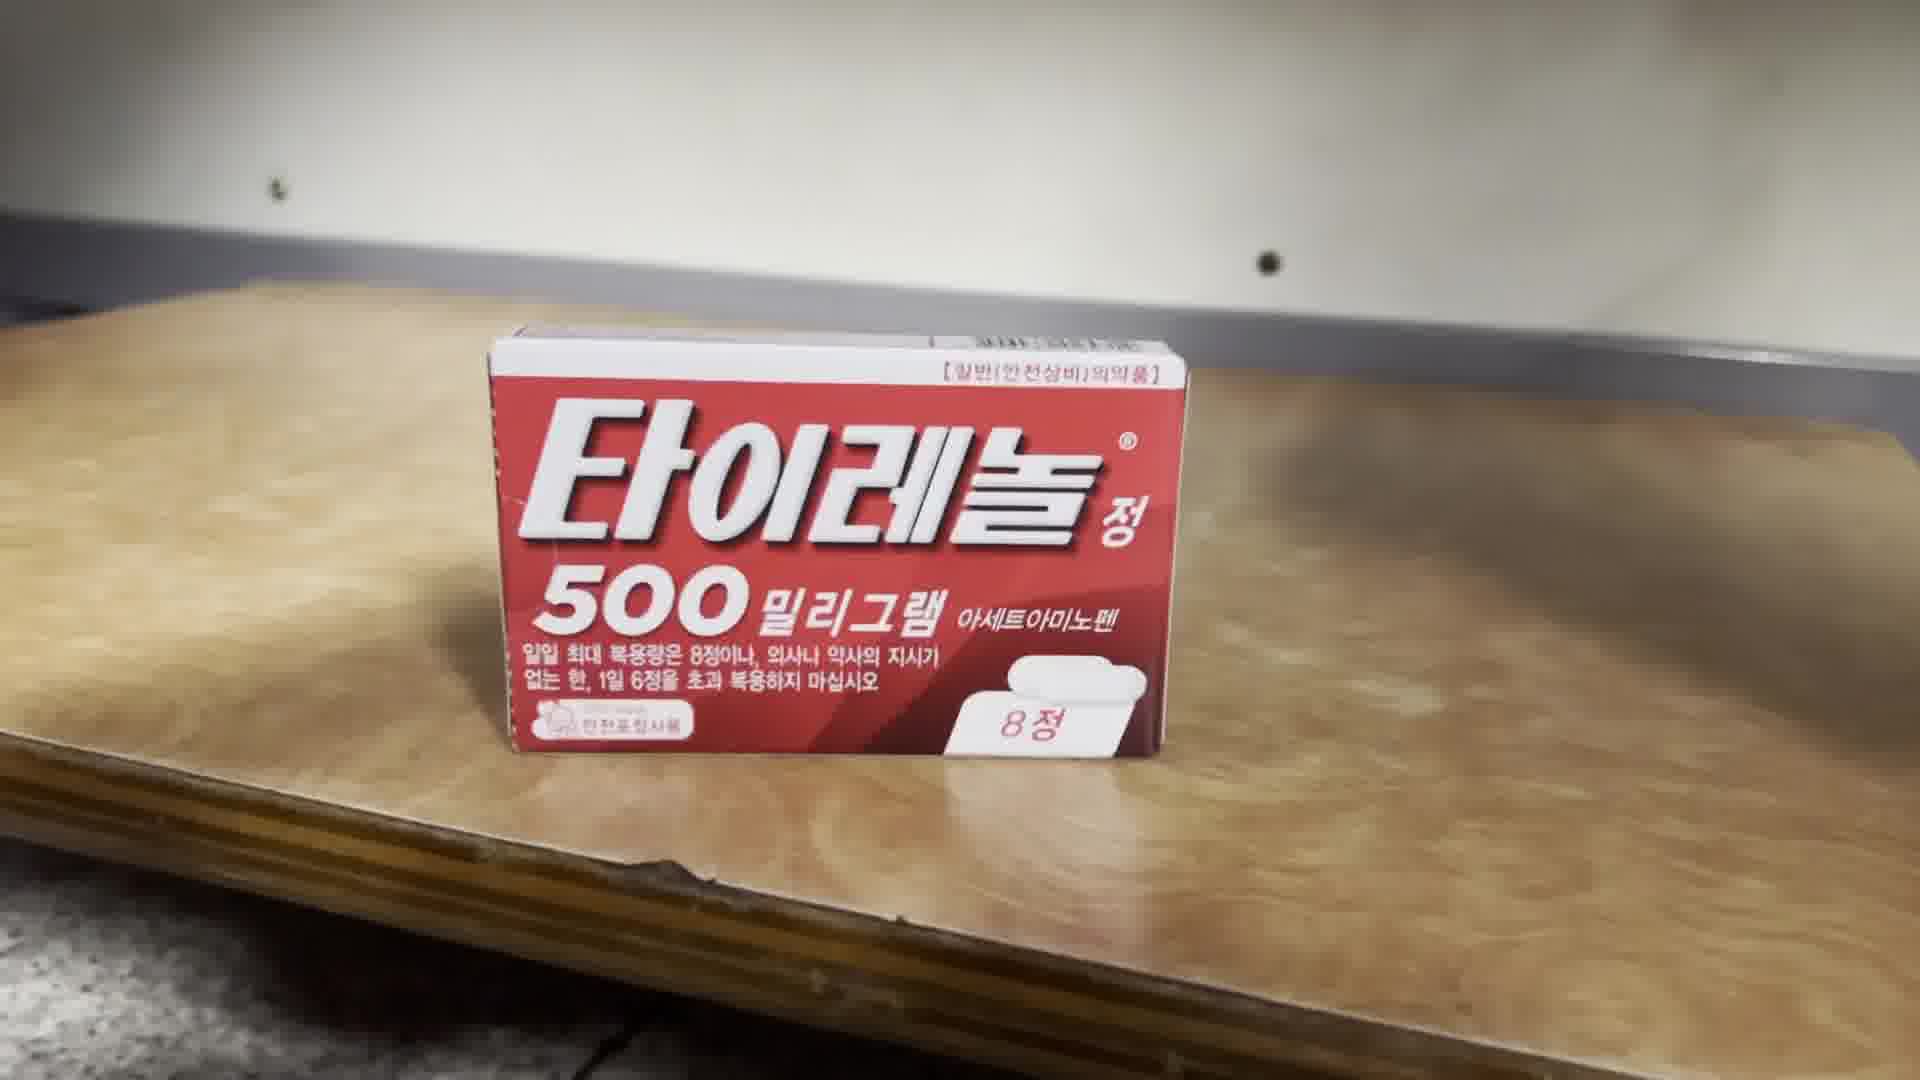 [일반(안전상비)의약품]
타이레놀® 정
500 밀리그램 아세트아미노펜
일일 최대 복용량은 8정이나, 의사나 약사의 지시가
없는 한, 1일 6정을 초과 복용하지 마십시오
안전포장사용
8정